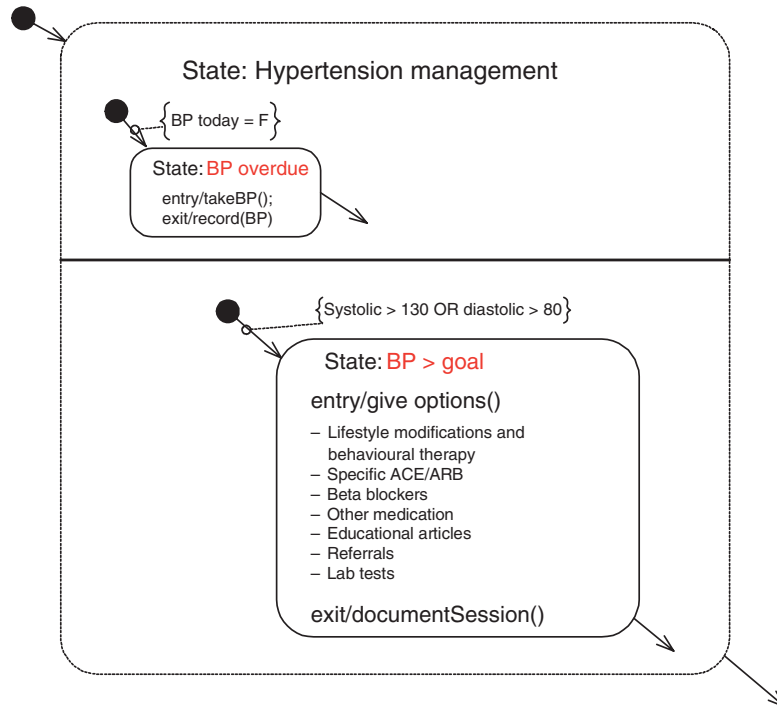 State: Hypertension management
{BP today = F}
State: BP overdue
entry/takeBP();
exit/record(BP)
{Systolic > 130 OR diastolic > 80}
State: BP > goal
entry/give options()
– Lifestyle modifications and
behavioural therapy
– Specific ACE/ARB
– Beta blockers
– Other medication
– Educational articles
– Referrals
– Lab tests
exit/documentSession()